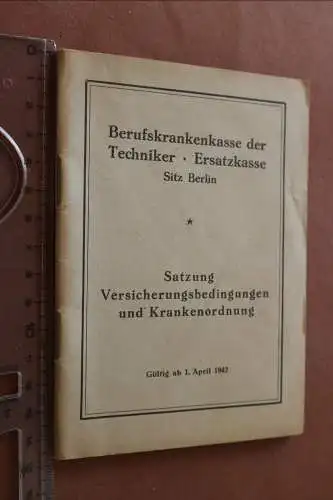 Berufskrankenkasse der
Techniker · Ersatzkasse
Sitz Berlin
*
Satzung
Versicherungsbedingungen
und Krankenordnung
Gültig ab 1. April 1942